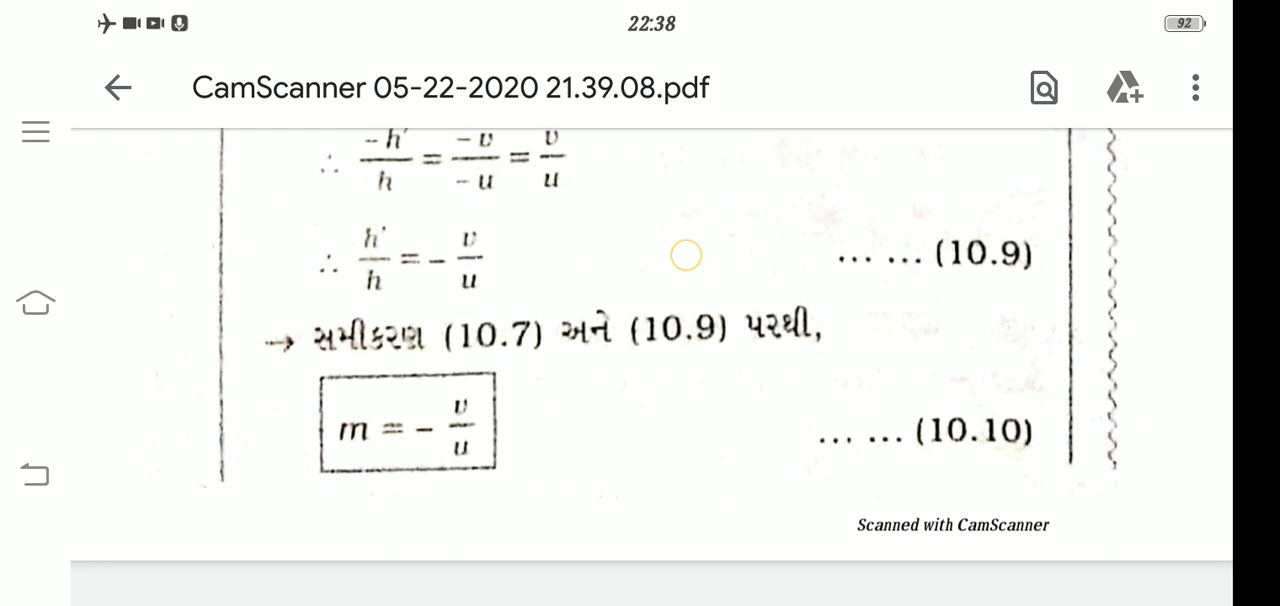 22:38
92
CamScanner 05-22-2020 21.39.08.pdf
∴ -h'/h = -v/-u = v/u
∴ h'/h = - v/u ... ... (10.9)
→ સમીકરણ (10.7) અને (10.9) પરથી,
m = - v/u ... ... (10.10)
Scanned with CamScanner